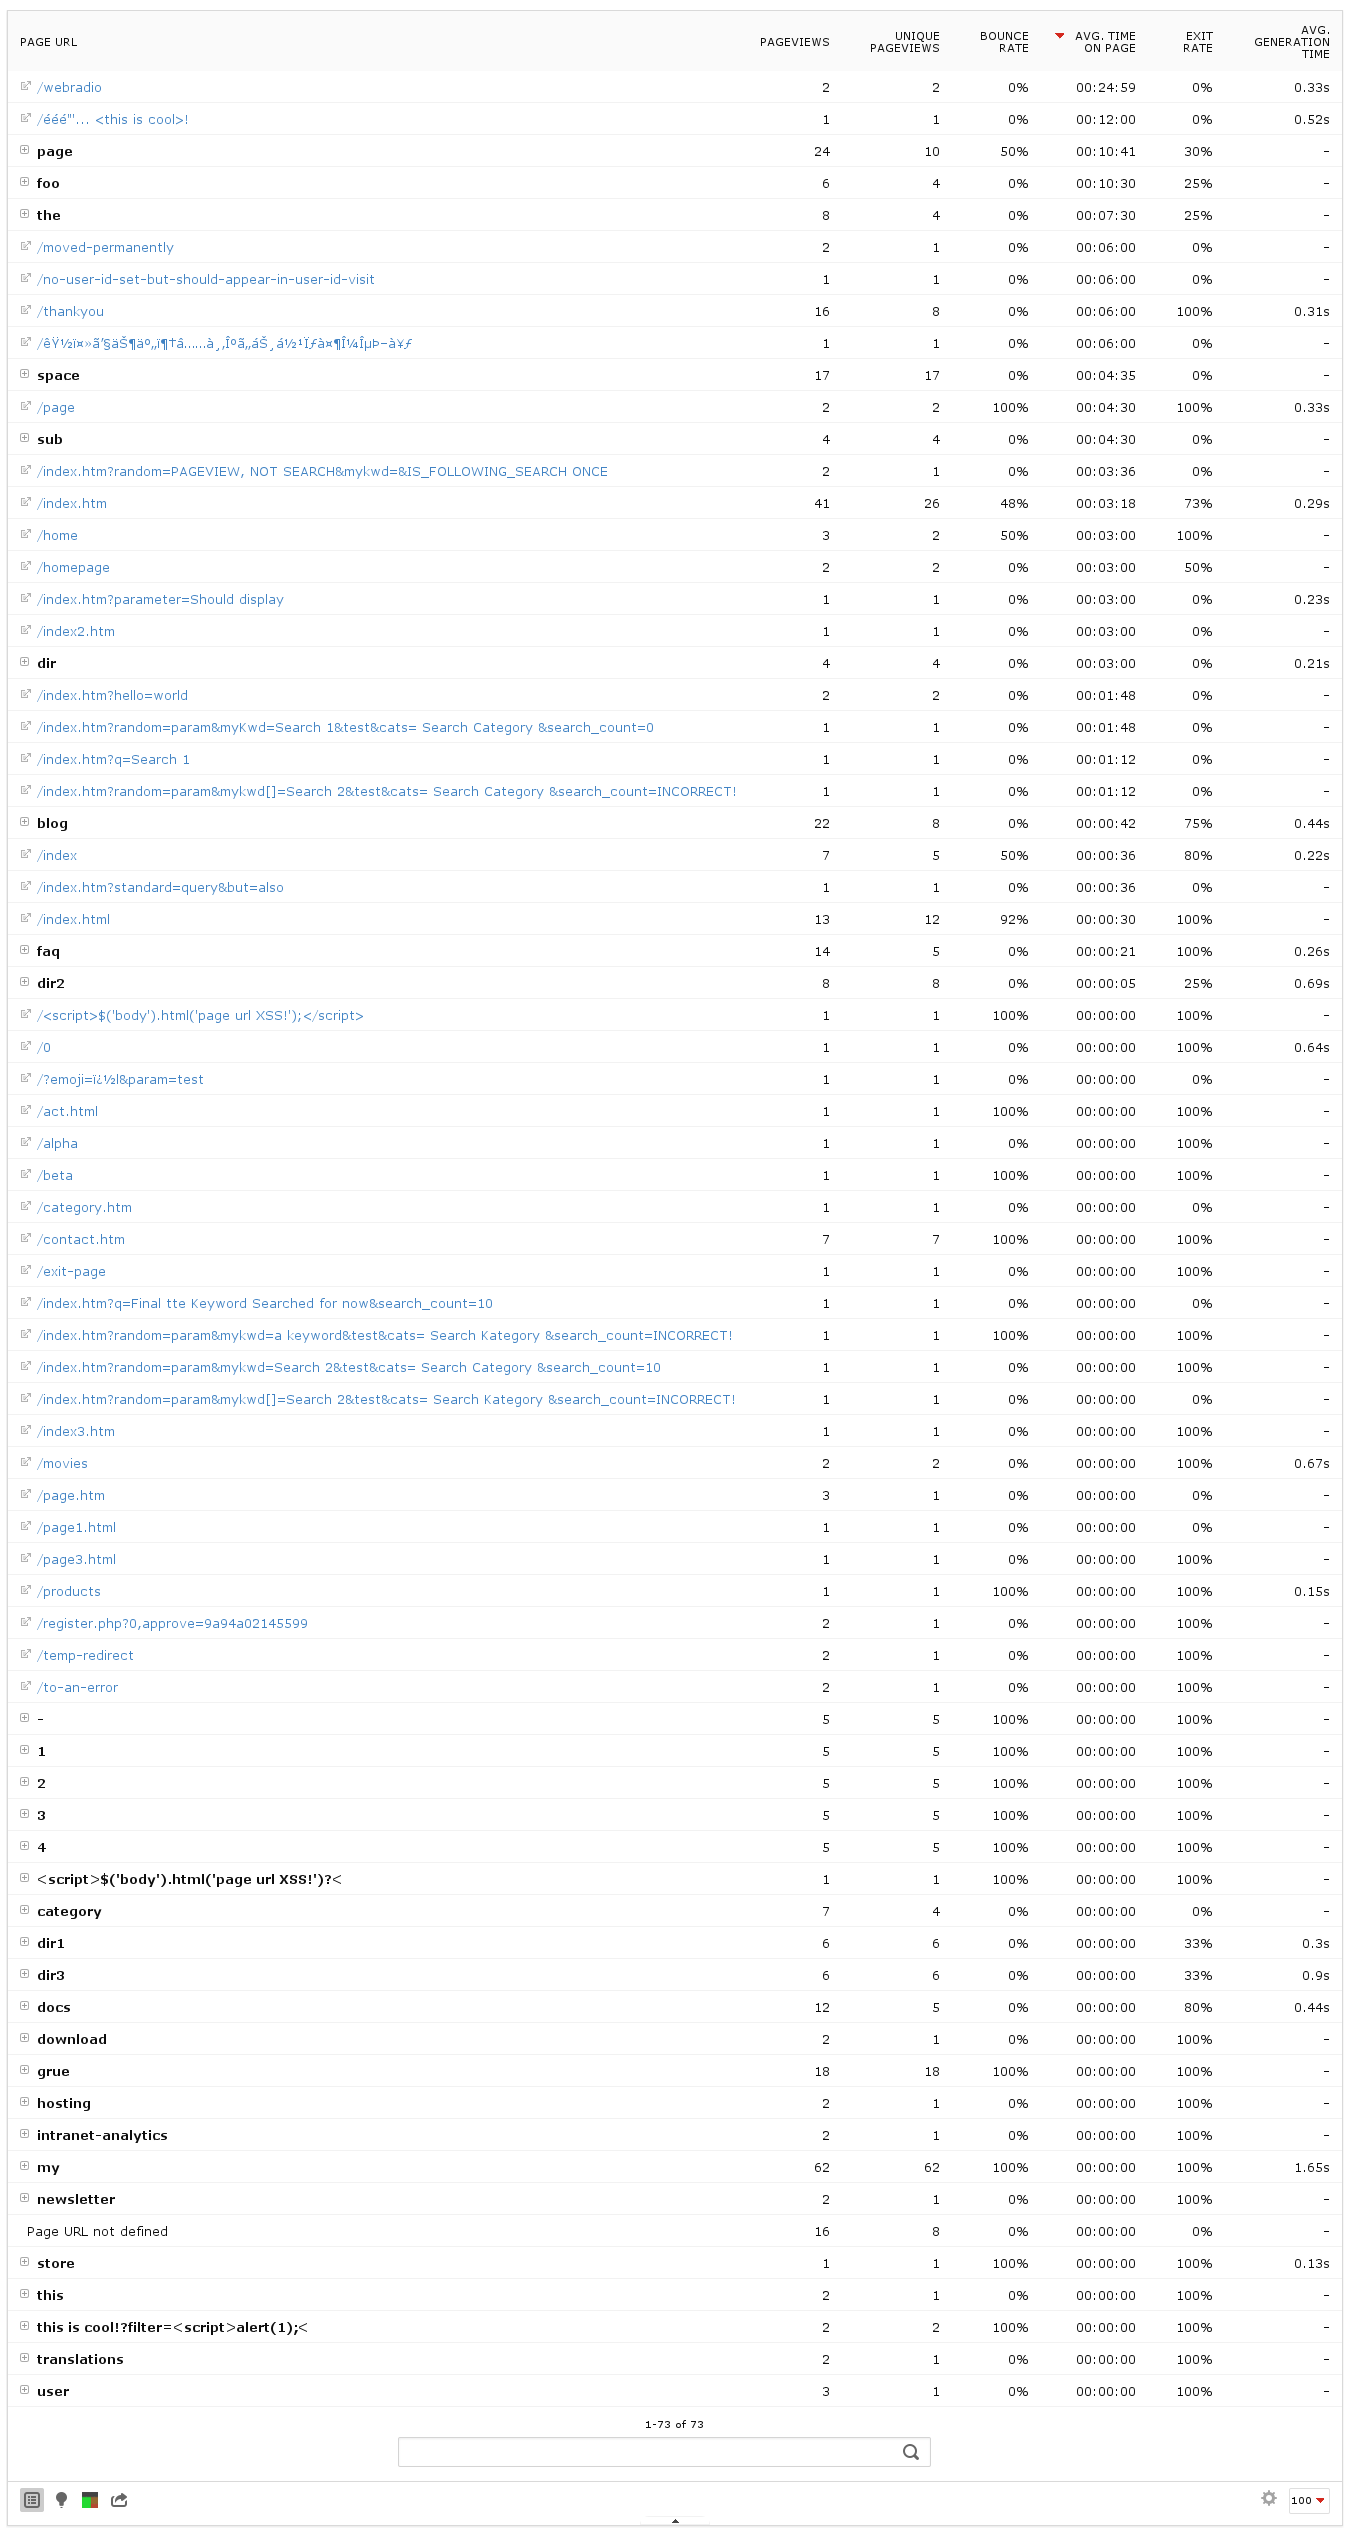 PAGE URL PAGEVIEWS UNIQUE PAGEVIEWS BOUNCE RATE AVG. TIME ON PAGE EXIT RATE AVG. GENERATION TIME
/webradio 2 2 0% 00:24:59 0% 0.33s
/ééé"'... <this is cool>! 1 1 0% 00:12:00 0% 0.52s
page 24 10 50% 00:10:41 30% -
foo 6 4 0% 00:10:30 25% -
the 8 4 0% 00:07:30 25% -
/moved-permanently 2 1 0% 00:06:00 0% -
/no-user-id-set-but-should-appear-in-user-id-visit 1 1 0% 00:06:00 0% -
/thankyou 16 8 0% 00:06:00 100% 0.31s
1 1 0% 00:06:00 0% -
space 17 17 0% 00:04:35 0% -
/page 2 2 100% 00:04:30 100% 0.33s
sub 4 4 0% 00:04:30 0% -
/index.htm?random=PAGEVIEW, NOT SEARCH&mykwd=&IS_FOLLOWING_SEARCH ONCE 2 1 0% 00:03:36 0% -
/index.htm 41 26 48% 00:03:18 73% 0.29s
/home 3 2 50% 00:03:00 100% -
/homepage 2 2 0% 00:03:00 50% -
/index.htm?parameter=Should display 1 1 0% 00:03:00 0% 0.23s
/index2.htm 1 1 0% 00:03:00 0% -
dir 4 4 0% 00:03:00 0% 0.21s
/index.htm?hello=world 2 2 0% 00:01:48 0% -
/index.htm?random=param&myKwd=Search 1&test&cats= Search Category &search_count=0 1 1 0% 00:01:48 0% -
/index.htm?q=Search 1 1 1 0% 00:01:12 0% -
/index.htm?random=param&mykwd[]=Search 2&test&cats= Search Category &search_count=INCORRECT! 1 1 0% 00:01:12 0% -
blog 22 8 0% 00:00:42 75% 0.44s
/index 7 5 50% 00:00:36 80% 0.22s
/index.htm?standard=query&but=also 1 1 0% 00:00:36 0% -
/index.html 13 12 92% 00:00:30 100% -
faq 14 5 0% 00:00:21 100% 0.26s
dir2 8 8 0% 00:00:05 25% 0.69s
/<script>$('body').html('page url XSS!');</script> 1 1 100% 00:00:00 100% -
/0 1 1 0% 00:00:00 100% 0.64s
/?emoji=ï¿½l&param=test 1 1 0% 00:00:00 0% -
/act.html 1 1 100% 00:00:00 100% -
/alpha 1 1 0% 00:00:00 100% -
/beta 1 1 100% 00:00:00 100% -
/category.htm 1 1 0% 00:00:00 0% -
/contact.htm 7 7 100% 00:00:00 100% -
/exit-page 1 1 0% 00:00:00 100% -
/index.htm?q=Final tte Keyword Searched for now&search_count=10 1 1 0% 00:00:00 0% -
/index.htm?random=param&mykwd=a keyword&test&cats= Search Kategory &search_count=INCORRECT! 1 1 100% 00:00:00 100% -
/index.htm?random=param&mykwd=Search 2&test&cats= Search Category &search_count=10 1 1 0% 00:00:00 100% -
/index.htm?random=param&mykwd[]=Search 2&test&cats= Search Kategory &search_count=INCORRECT! 1 1 0% 00:00:00 0% -
/index3.htm 1 1 0% 00:00:00 100% -
/movies 2 2 0% 00:00:00 100% 0.67s
/page.htm 3 1 0% 00:00:00 0% -
/page1.html 1 1 0% 00:00:00 0% -
/page3.html 1 1 0% 00:00:00 100% -
/products 1 1 100% 00:00:00 100% 0.15s
/register.php?0,approve=9a94a02145599 2 1 0% 00:00:00 100% -
/temp-redirect 2 1 0% 00:00:00 100% -
/to-an-error 2 1 0% 00:00:00 100% -
- 5 5 100% 00:00:00 100% -
1 5 5 100% 00:00:00 100% -
2 5 5 100% 00:00:00 100% -
3 5 5 100% 00:00:00 100% -
4 5 5 100% 00:00:00 100% -
<script>$('body').html('page url XSS!')?< 1 1 100% 00:00:00 100% -
category 7 4 0% 00:00:00 0% -
dir1 6 6 0% 00:00:00 33% 0.3s
dir3 6 6 0% 00:00:00 33% 0.9s
docs 12 5 0% 00:00:00 80% 0.44s
download 2 1 0% 00:00:00 100% -
grue 18 18 100% 00:00:00 100% -
hosting 2 1 0% 00:00:00 100% -
intranet-analytics 2 1 0% 00:00:00 100% -
my 62 62 100% 00:00:00 100% 1.65s
newsletter 2 1 0% 00:00:00 100% -
Page URL not defined 16 8 0% 00:00:00 0% -
store 1 1 100% 00:00:00 100% 0.13s
this 2 1 0% 00:00:00 100% -
this is cool!?filter=<script>alert(1);< 2 2 100% 00:00:00 100% -
translations 2 1 0% 00:00:00 100% -
user 3 1 0% 00:00:00 100% -
1-73 of 73
100